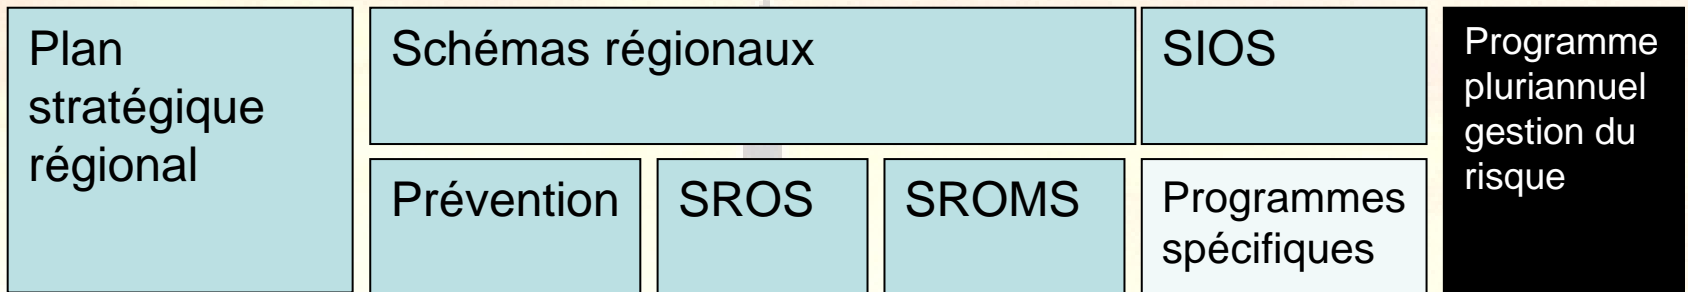 Plan
stratégique
régional
Schémas régionaux
SIOS
Programme
pluriannuel
gestion du
risque
Prévention
SROS
SROMS
Programmes
spécifiques